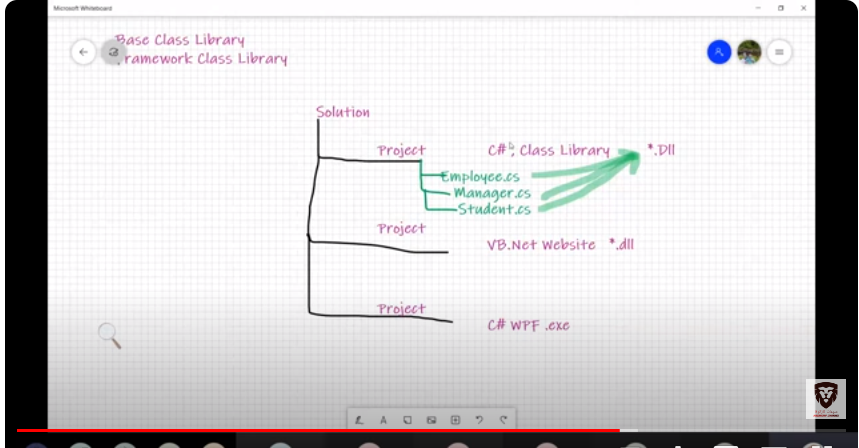 Microsoft Whiteboard
Base Class Library
Framework Class Library
Solution
Project C#, Class Library *.Dll
Employee.cs
Manager.cs
Student.cs
Project
VB.Net Website *.dll
Project
C# WPF .exe